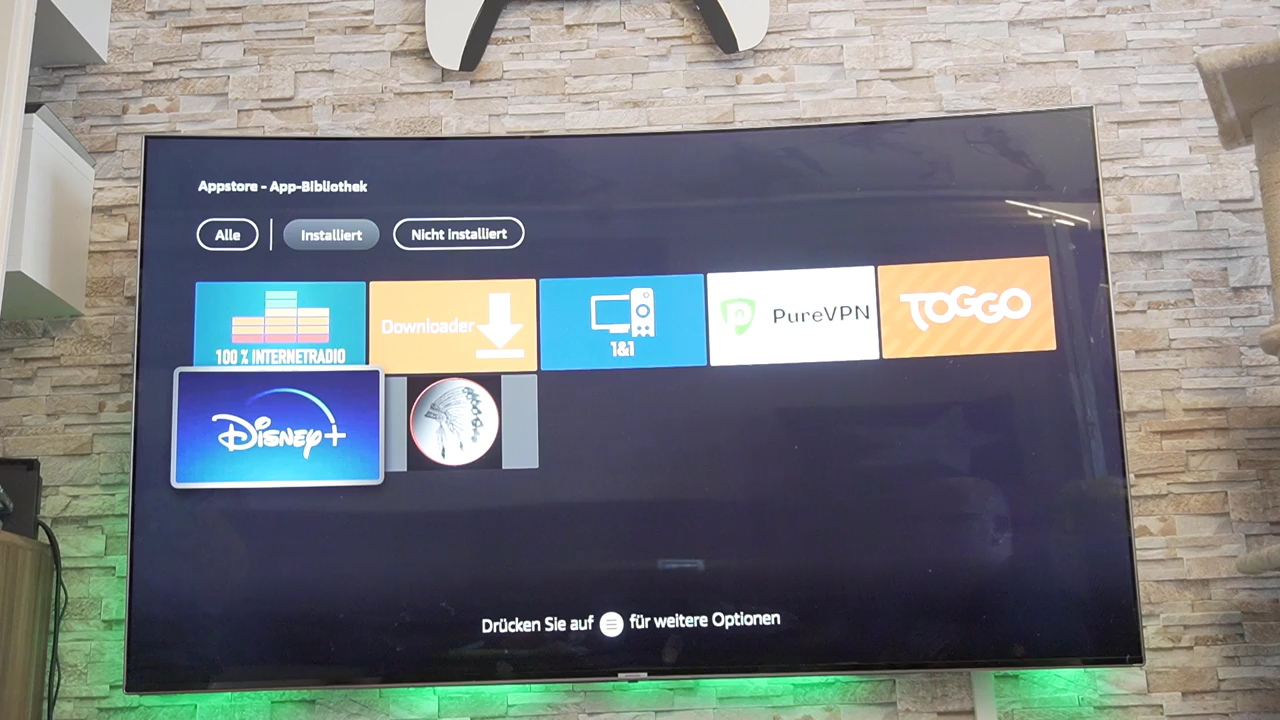 Appstore - App-Bibliothek
Alle
Installiert
Nicht installiert
100 % INTERNETRADIO
Downloader
1&1
PureVPN
TOGGO
Disney+
Drücken Sie auf für weitere Optionen